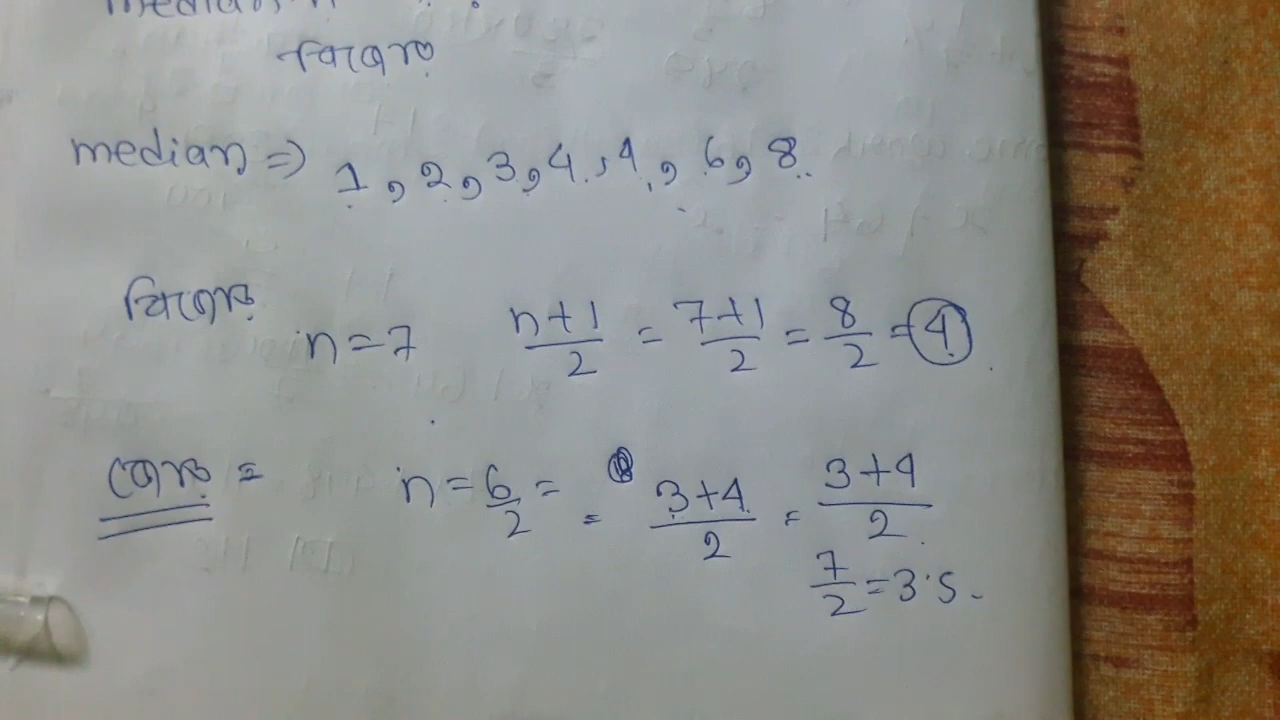 median
বিজোড়
median => 1, 2, 3, 4, 4, 6, 8
বিজোড় n = 7 n+1/2 = 7+1/2 = 8/2 = 4
জোড় = n = 6/2 = = 3+4/2 = 3+4/2
7/2 = 3.5